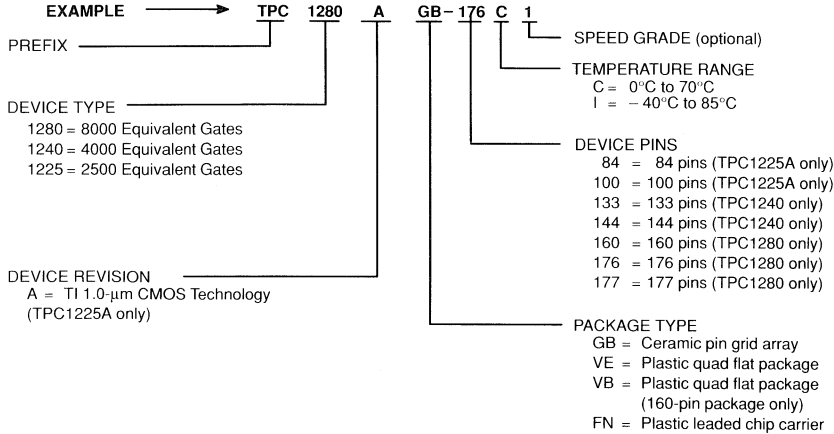 EXAMPLE TPC 1280 A GB – 176 C 1
PREFIX
DEVICE TYPE
1280 = 8000 Equivalent Gates
1240 = 4000 Equivalent Gates
1225 = 2500 Equivalent Gates
DEVICE REVISION
A = TI 1.0-μm CMOS Technology
(TPC1225A only)
SPEED GRADE (optional)
TEMPERATURE RANGE
C = 0°C to 70°C
I = – 40°C to 85°C
DEVICE PINS
84 = 84 pins (TPC1225A only)
100 = 100 pins (TPC1225A only)
133 = 133 pins (TPC1240 only)
144 = 144 pins (TPC1240 only)
160 = 160 pins (TPC1280 only)
176 = 176 pins (TPC1280 only)
177 = 177 pins (TPC1280 only)
PACKAGE TYPE
GB = Ceramic pin grid array
VE = Plastic quad flat package
VB = Plastic quad flat package
(160-pin package only)
FN = Plastic leaded chip carrier